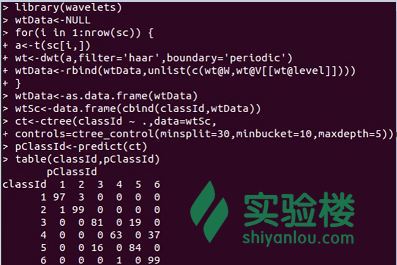 > library(wavelets)
> wtData<-NULL
> for(i in 1:nrow(sc)) {
+ a<-t(sc[i,])
+ wt<-dwt(a,filter='haar',boundary='periodic')
+ wtData<-rbind(wtData,unlist(c(wt@W,wt@V[[wt@level]])))
+ }
> wtData<-as.data.frame(wtData)
> wtSc<-data.frame(cbind(classId,wtData))
> ct<-ctree(classId ~ .,data=wtSc,
+ controls=ctree_control(minsplit=30,minbucket=10,maxdepth=5))
> pClassId<-predict(ct)
> table(classId,pClassId)
pClassId
classId 1 2 3 4 5 6
1 97 3 0 0 0 0
2 1 99 0 0 0 0
3 0 0 81 0 19 0
4 0 0 0 63 0 37
5 0 0 16 0 84 0
6 0 0 0 1 0 99
实验楼
shiyanlou.com